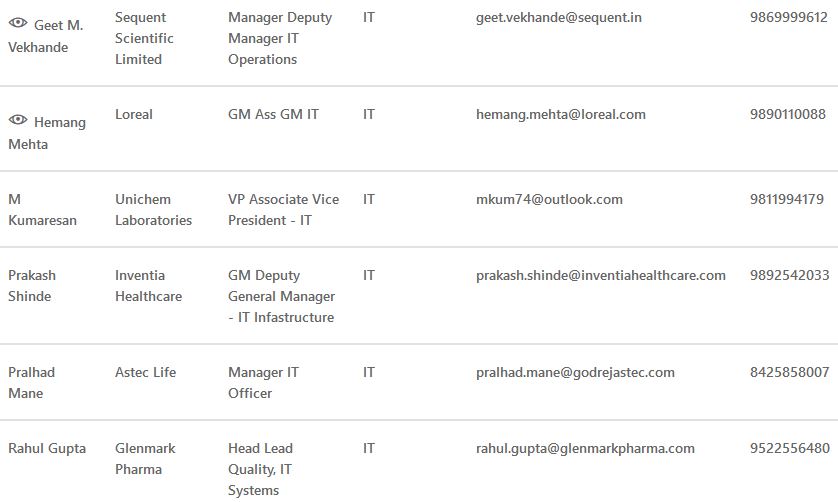 Geet M. Vekhande
Sequent Scientific Limited
Manager Deputy Manager IT Operations
IT
geet.vekhande@sequent.in
9869999612
Hemang Mehta
Loreal
GM Ass GM IT
IT
hemang.mehta@loreal.com
9890110088
M Kumaresan
Unichem Laboratories
VP Associate Vice President - IT
IT
mkum74@outlook.com
9811994179
Prakash Shinde
Inventia Healthcare
GM Deputy General Manager - IT Infastructure
IT
prakash.shinde@inventiahealthcare.com
9892542033
Pralhad Mane
Astec Life
Manager IT Officer
IT
pralhad.mane@godrejastec.com
8425858007
Rahul Gupta
Glenmark Pharma
Head Lead Quality, IT Systems
IT
rahul.gupta@glenmarkpharma.com
9522556480